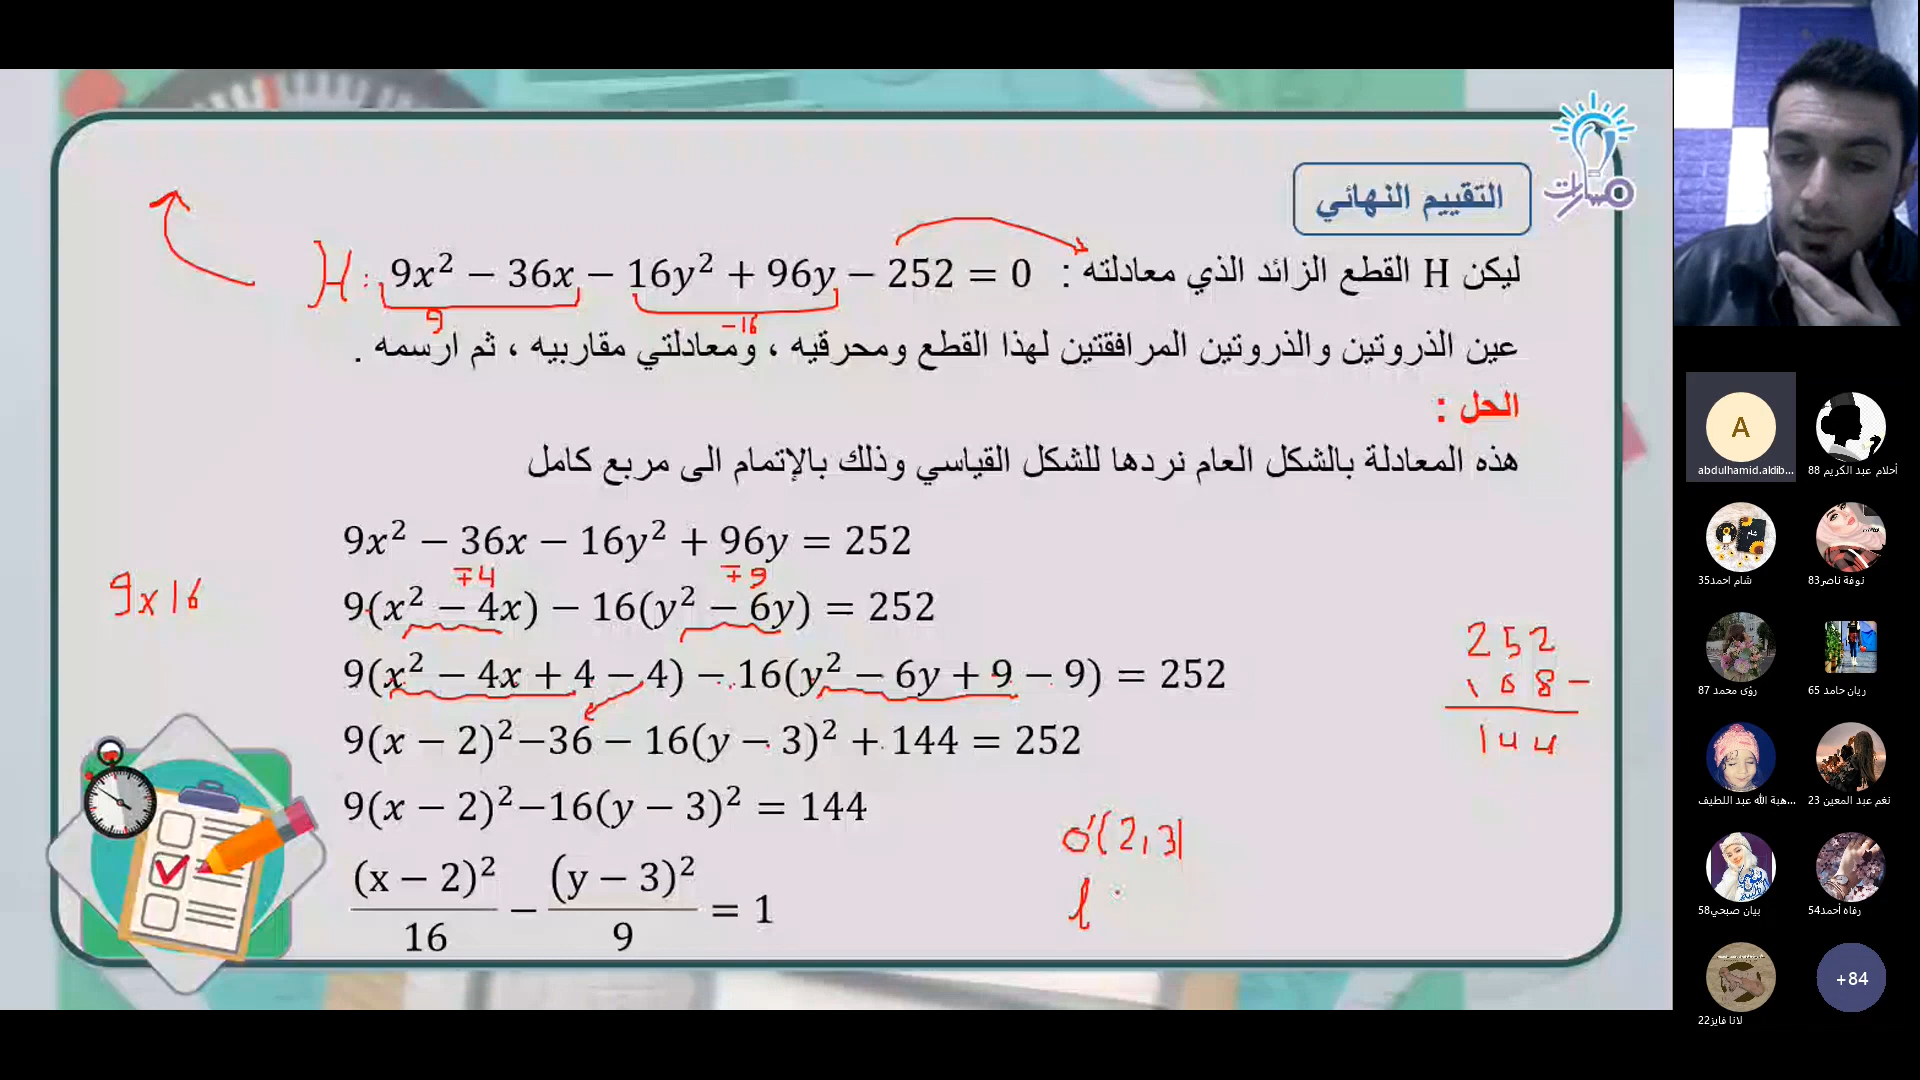 مسارات
التقييم النهائي
ليكن H القطع الزائد الذي معادلته : 9x² − 36x − 16y² + 96y − 252 = 0
H :
9
−16
عين الذروتين والذروتين المرافقتين لهذا القطع ومحرقيه ، ومعادلتي مقاربيه ، ثم ارسمه .
الحل :
هذه المعادلة بالشكل العام نردها للشكل القياسي وذلك بالإتمام الى مربع كامل
9x² − 36x − 16y² + 96y = 252
∓4 ∓9
9(x² − 4x) − 16(y² − 6y) = 252
9x16
9(x² − 4x + 4 − 4) − 16(y² − 6y + 9 − 9) = 252
9(x − 2)²−36 − 16(y − 3)² + 144 = 252
9(x − 2)²−16(y − 3)² = 144
(x − 2)²/16 − (y − 3)²/9 = 1
252
108 −
144
o'(2,3)
A
abdulhamid.aldib...
أحلام عبد الكريم 88
شام احمد35
نوفة ناصر83
رؤى محمد 87
ريان حامد 65
هبة الله عبد اللطيف...
نغم عبد المعين 23
بيان صبحي58
رفاه أحمد54
لانا فايز22
+84